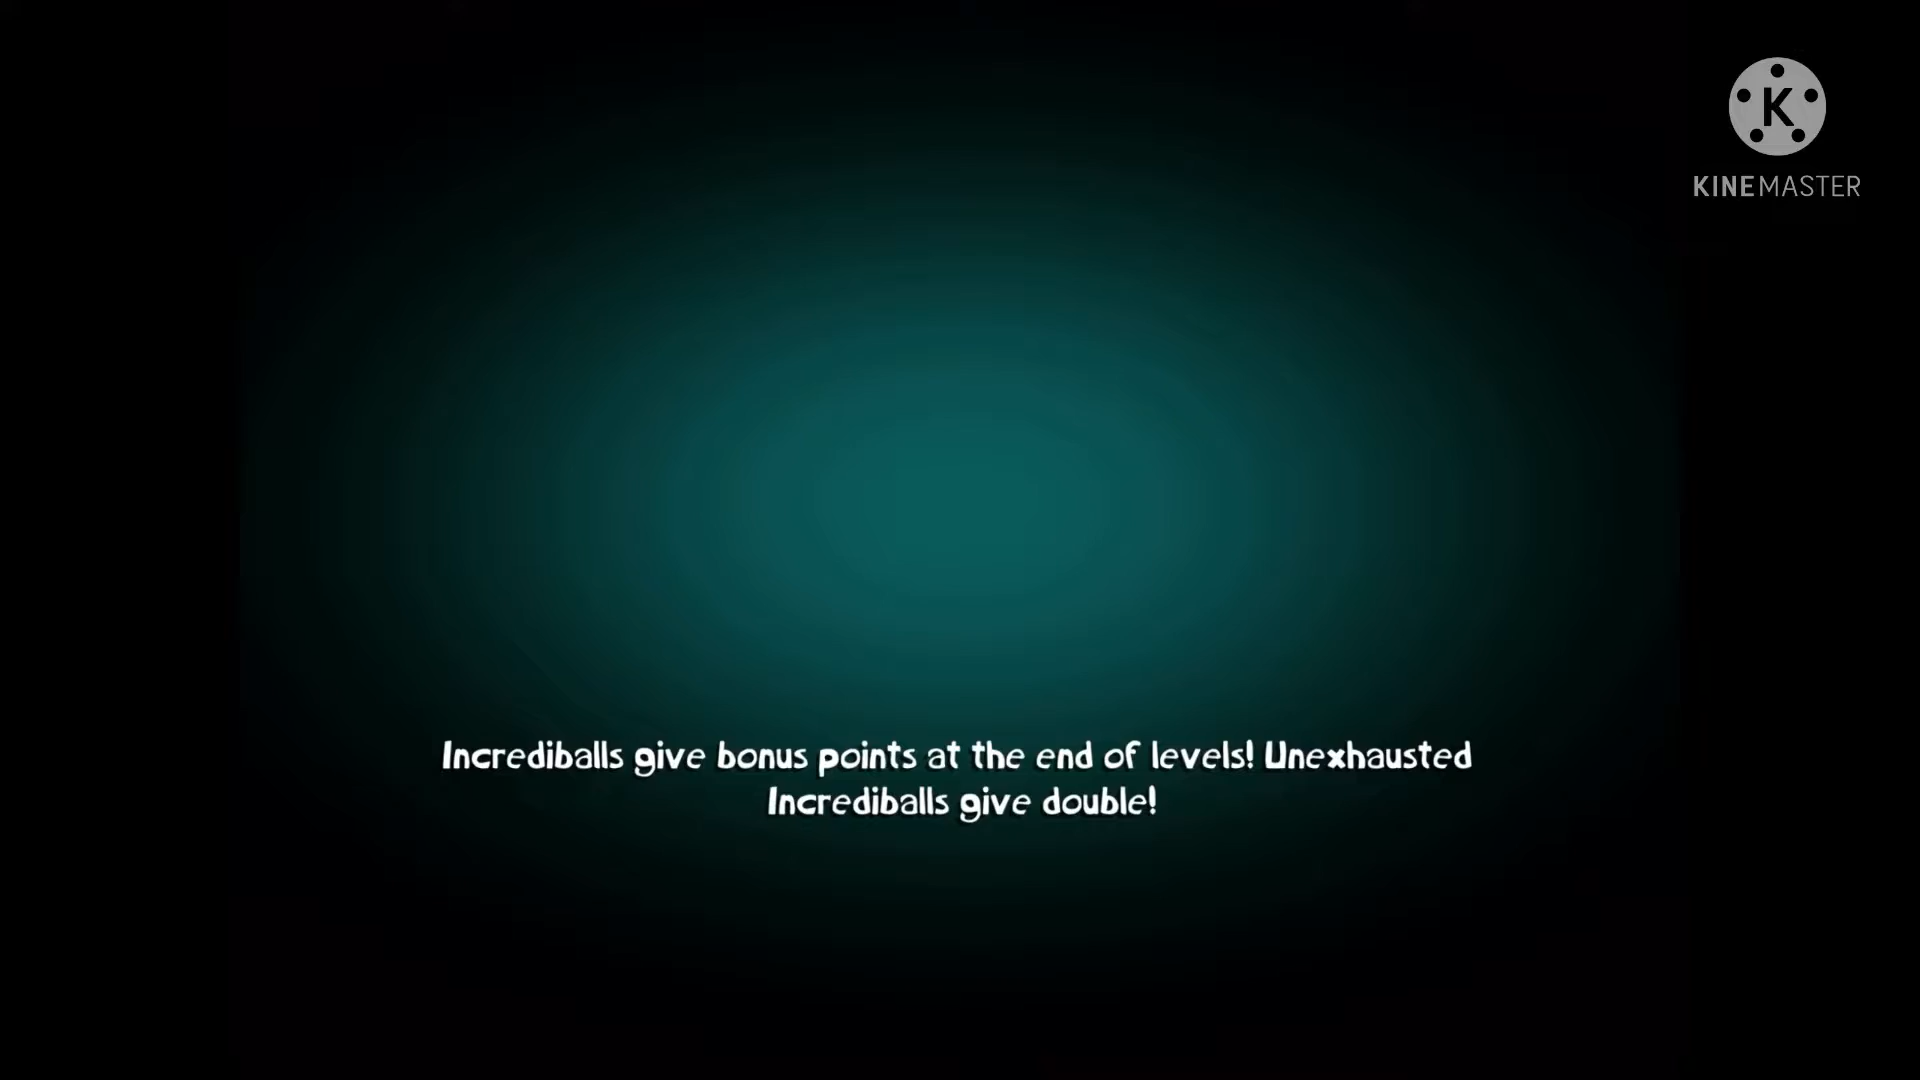 K
KINEMASTER
Incrediballs give bonus points at the end of levels! Unexhausted
Incrediballs give double!